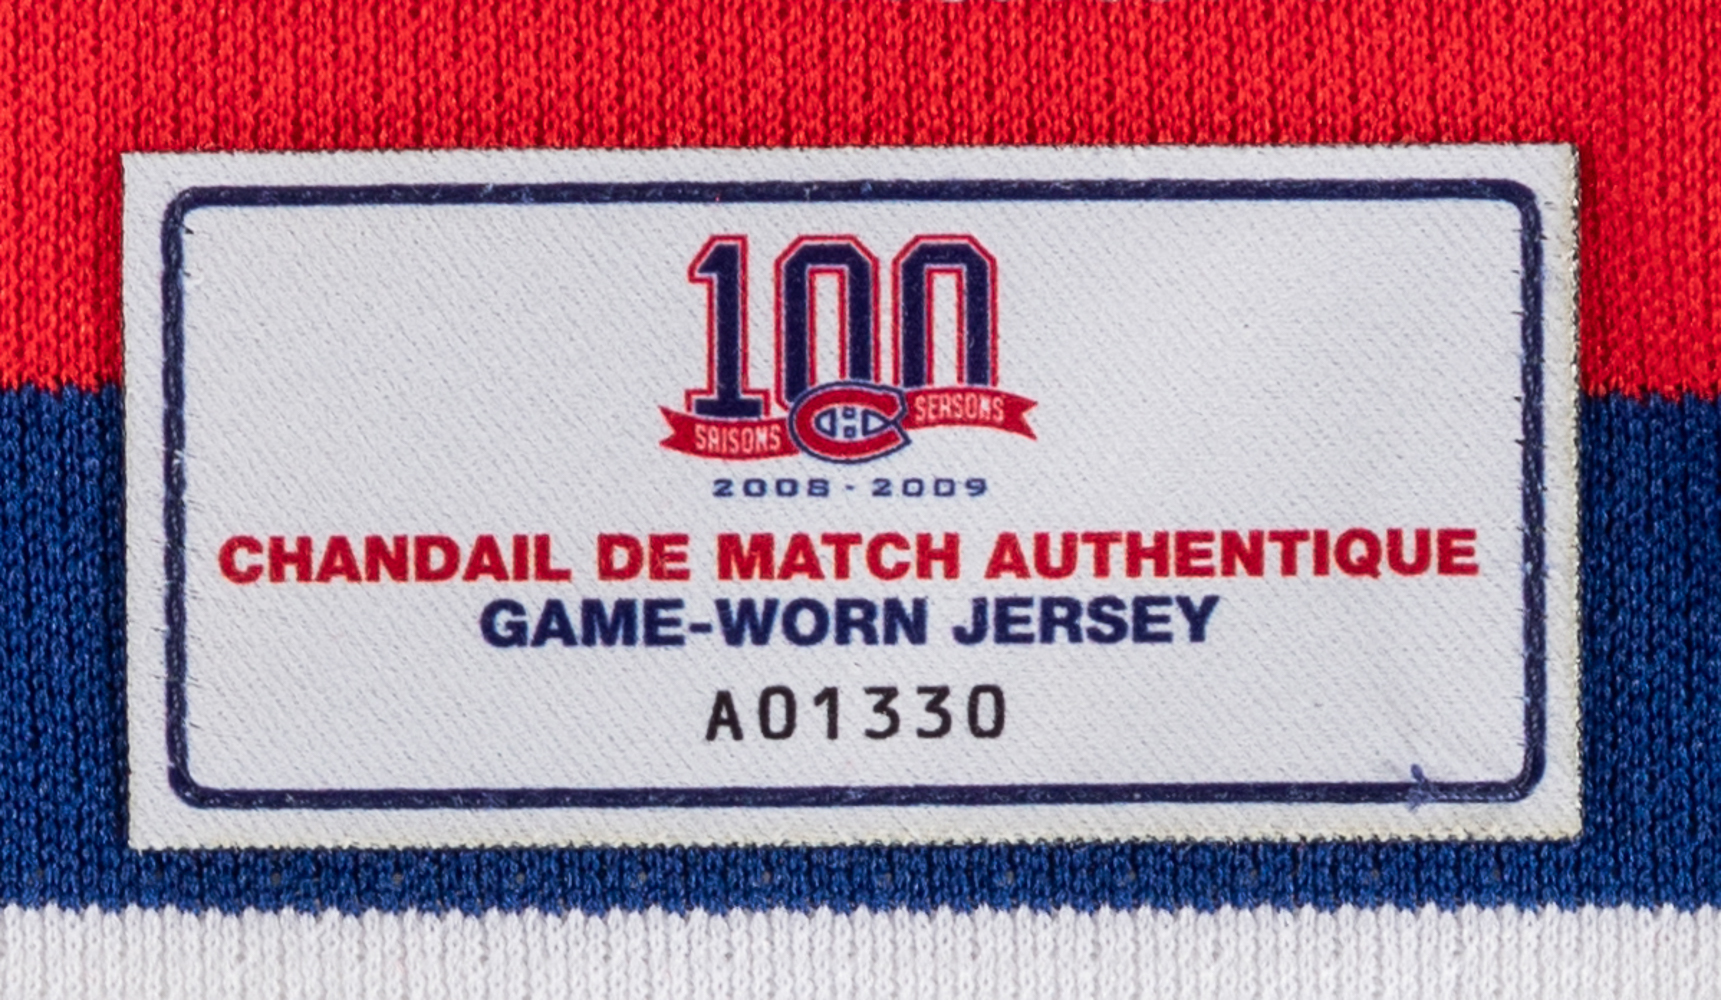 100
SAISONS SEASONS
2008 - 2009
CHANDAIL DE MATCH AUTHENTIQUE
GAME-WORN JERSEY
A01330